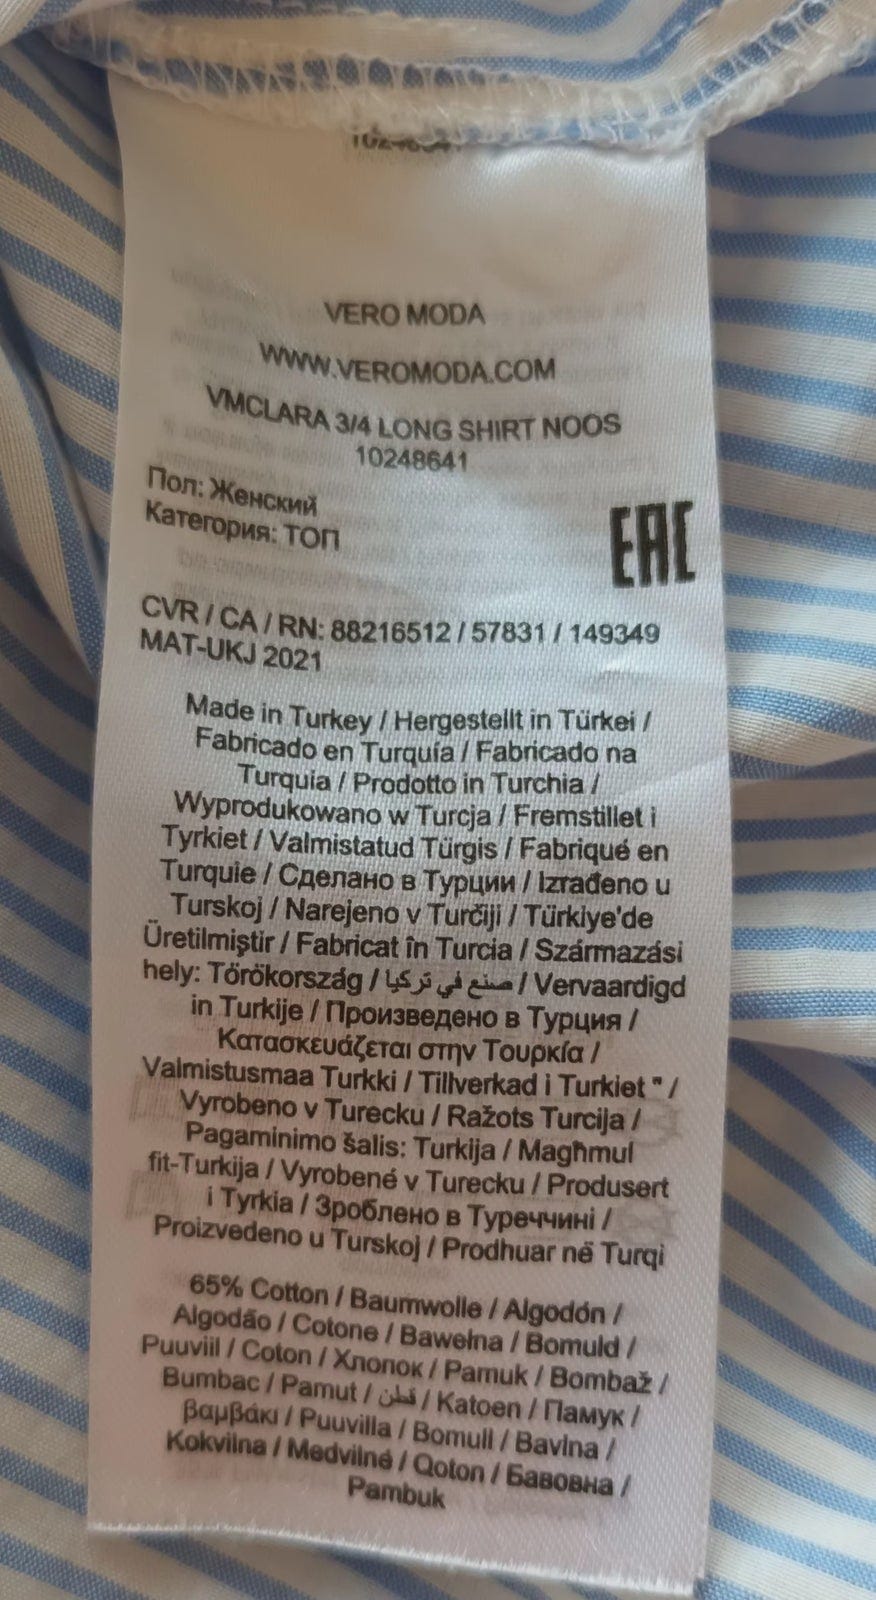 VERO MODA
WWW.VEROMODA.COM
VMCLARA 3/4 LONG SHIRT NOOS
10248641
Пол: Женский
Категория: ТОП
EAC
CVR / CA / RN: 88216512 / 57831 / 149349
MAT-UKJ 2021
Made in Turkey / Hergestellt in Türkei /
Fabricado en Turquía / Fabricado na
Turquia / Prodotto in Turchia /
Wyprodukowano w Turcja / Fremstillet i
Tyrkiet / Valmistatud Türgis / Fabriqué en
Turquie / Сделано в Турции / Izrađeno u
Turskoj / Narejeno v Turčiji / Türkiye'de
Üretilmiştir / Fabricat în Turcia / Származási
hely: Törökország / صنع في تركيا / Vervaardigd
in Turkije / Произведено в Турция /
Κατασκευάζεται στην Τουρκία /
Valmistusmaa Turkki / Tillverkad i Turkiet " /
Vyrobeno v Turecku / Ražots Turcija /
Pagaminimo šalis: Turkija / Magħmul
fit-Turkija / Vyrobené v Turecku / Produsert
i Tyrkia / Зроблено в Туреччині /
Proizvedeno u Turskoj / Prodhuar në Turqi
65% Cotton / Baumwolle / Algodón /
Algodão / Cotone / Bawełna / Bomuld /
Puuviil / Coton / Хлопок / Pamuk / Bombaž /
Bumbac / Pamut / قطن / Katoen / Памук /
βαμβάκι / Puuvilla / Bomull / Bavlna /
Kokvilna / Medvilnė / Qoton / Бавовна /
Pambuk